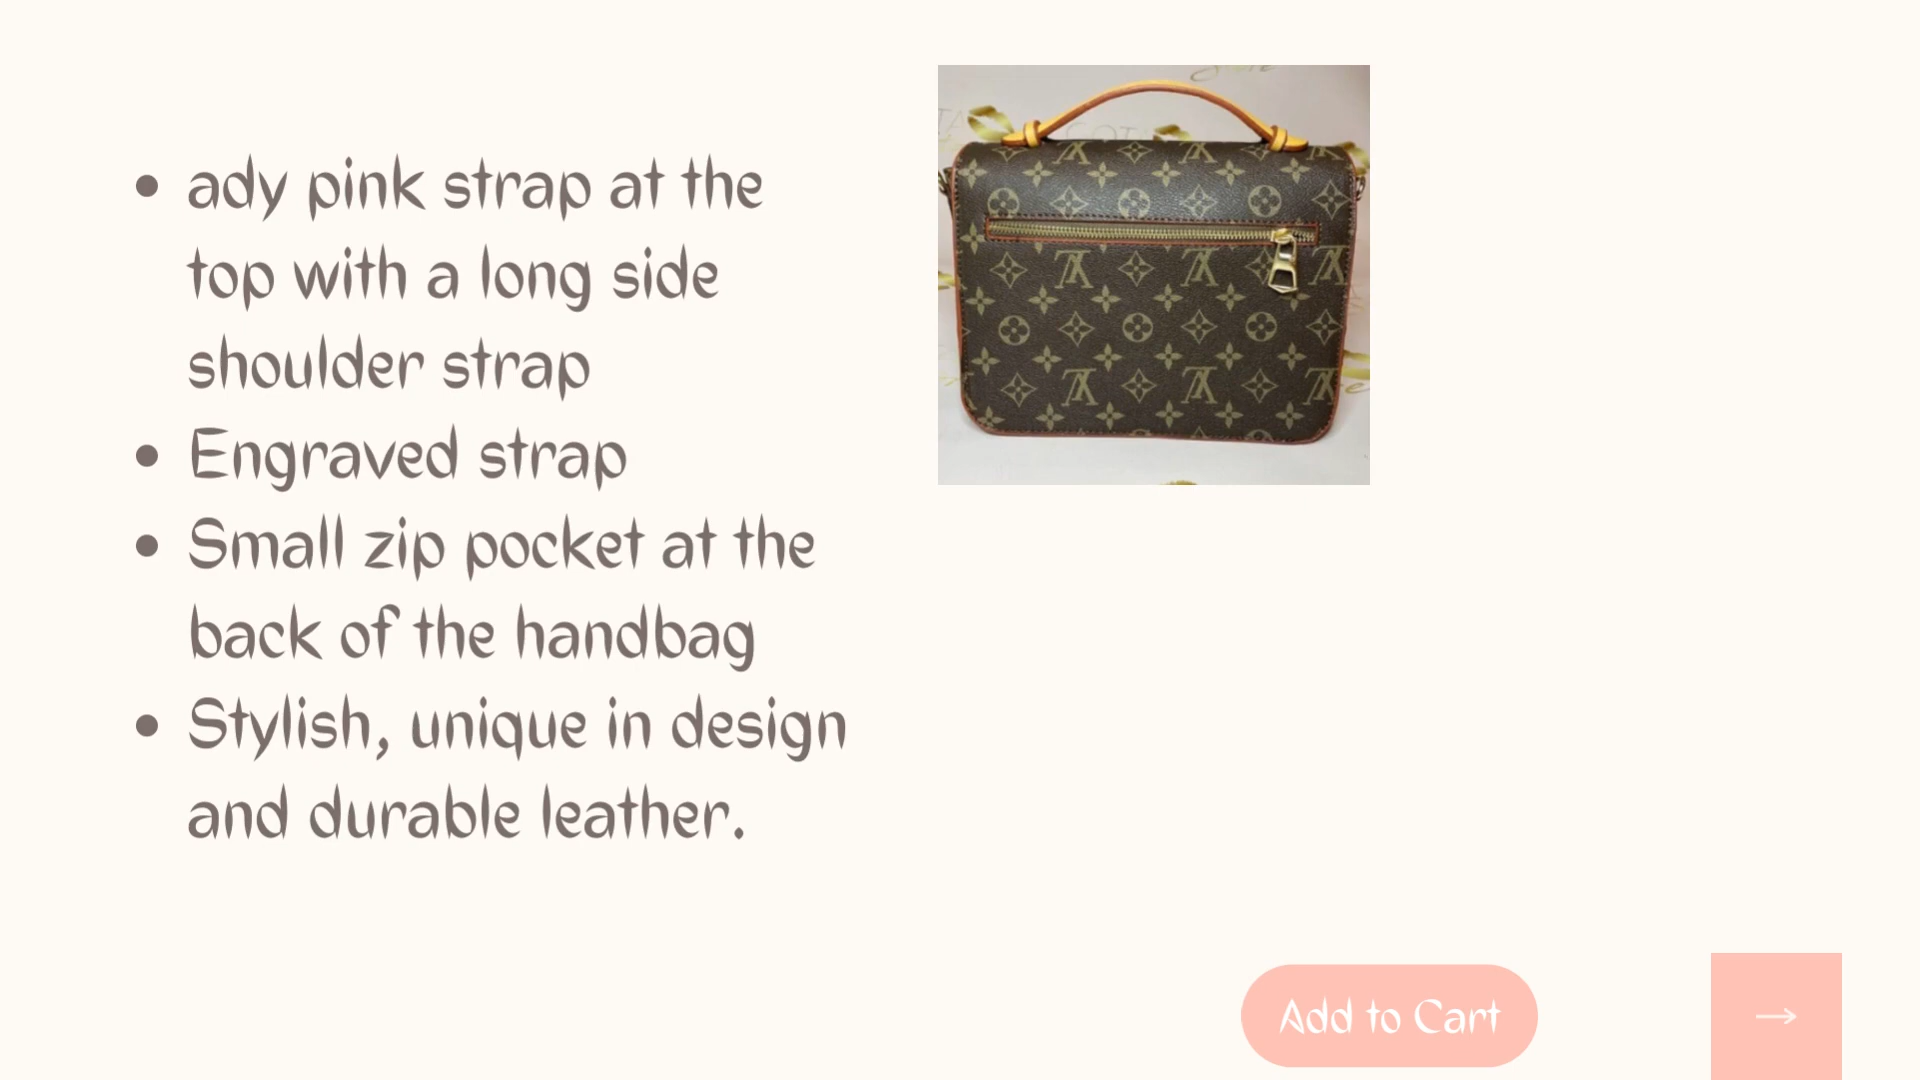 ady pink strap at the
top with a long side
shoulder strap
Engraved strap
Small zip pocket at the
back of the handbag
Stylish, unique in design
and durable leather.
Add to Cart